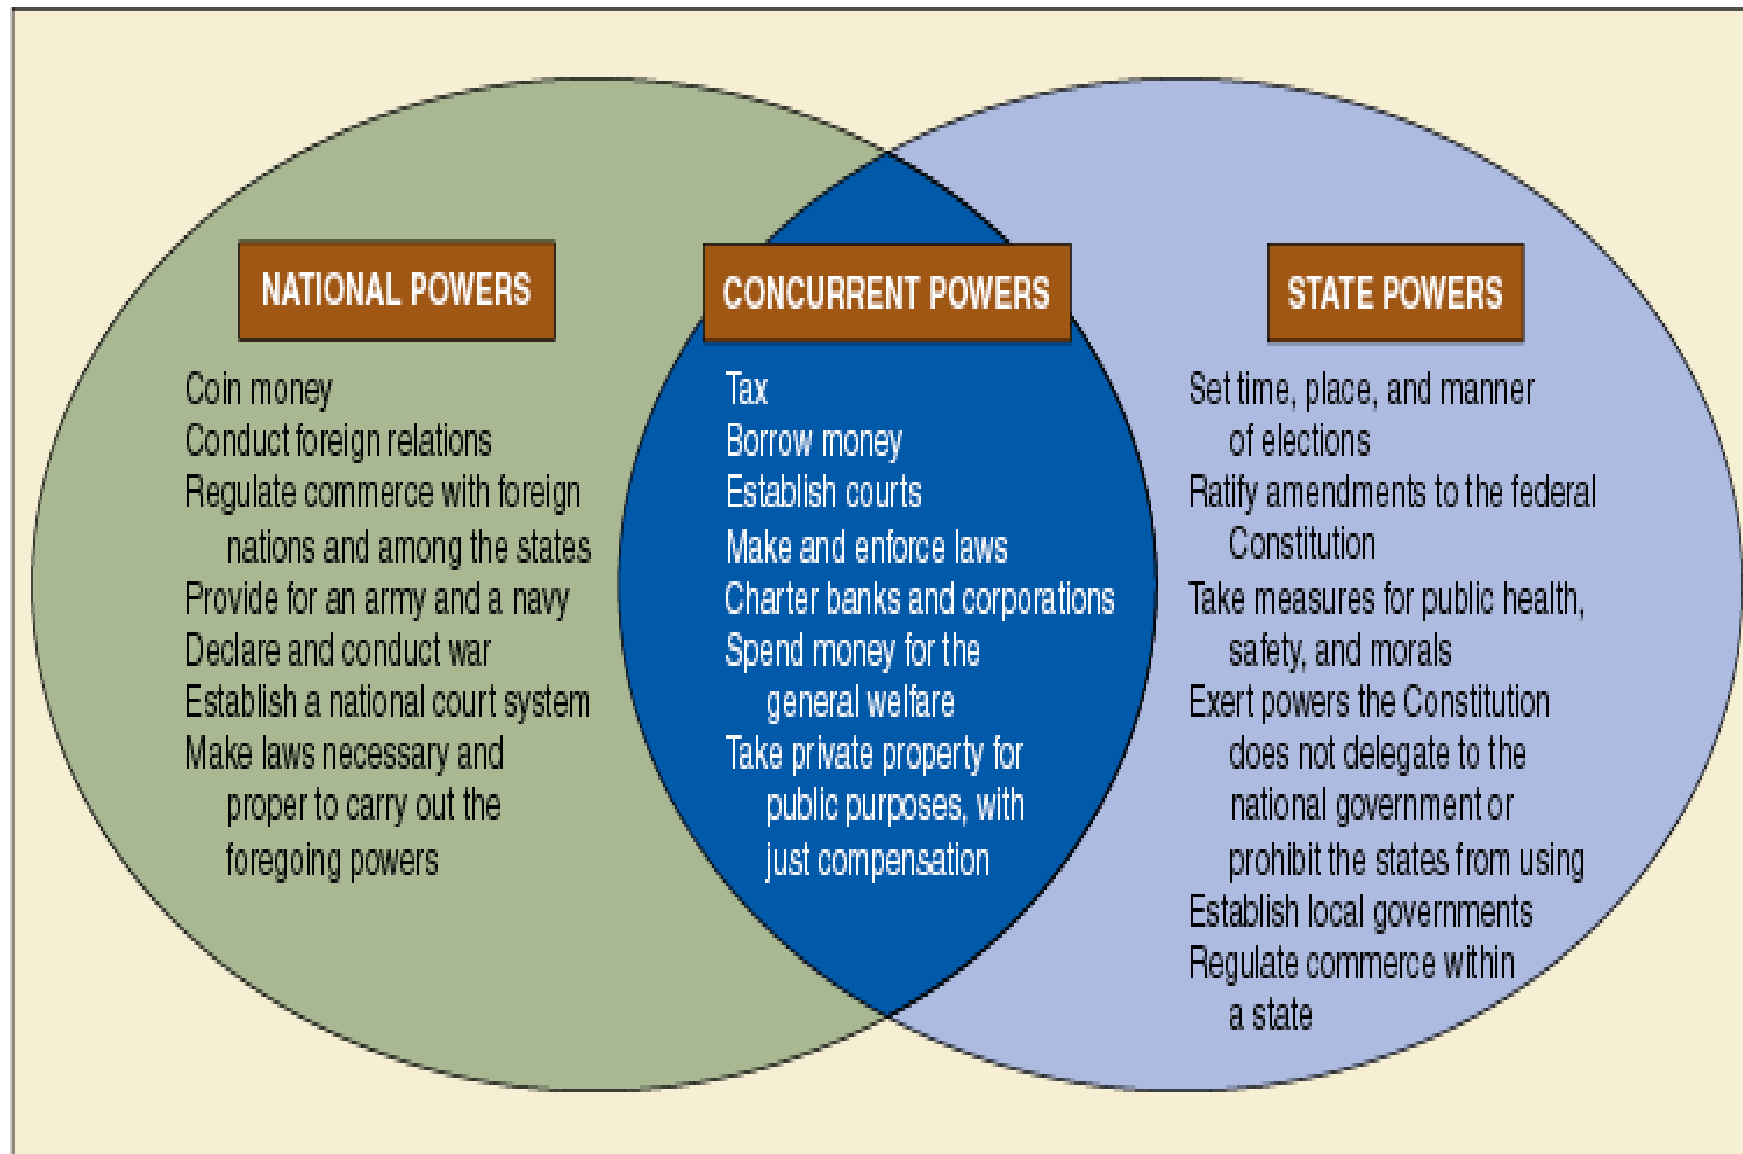 NATIONAL POWERS
Coin money
Conduct foreign relations
Regulate commerce with foreign
nations and among the states
Provide for an army and a navy
Declare and conduct war
Establish a national court system
Make laws necessary and
proper to carry out the
foregoing powers
CONCURRENT POWERS
Tax
Borrow money
Establish courts
Make and enforce laws
Charter banks and corporations
Spend money for the
general welfare
Take private property for
public purposes, with
just compensation
STATE POWERS
Set time, place, and manner
of elections
Ratify amendments to the federal
Constitution
Take measures for public health,
safety, and morals
Exert powers the Constitution
does not delegate to the
national government or
prohibit the states from using
Establish local governments
Regulate commerce within
a state